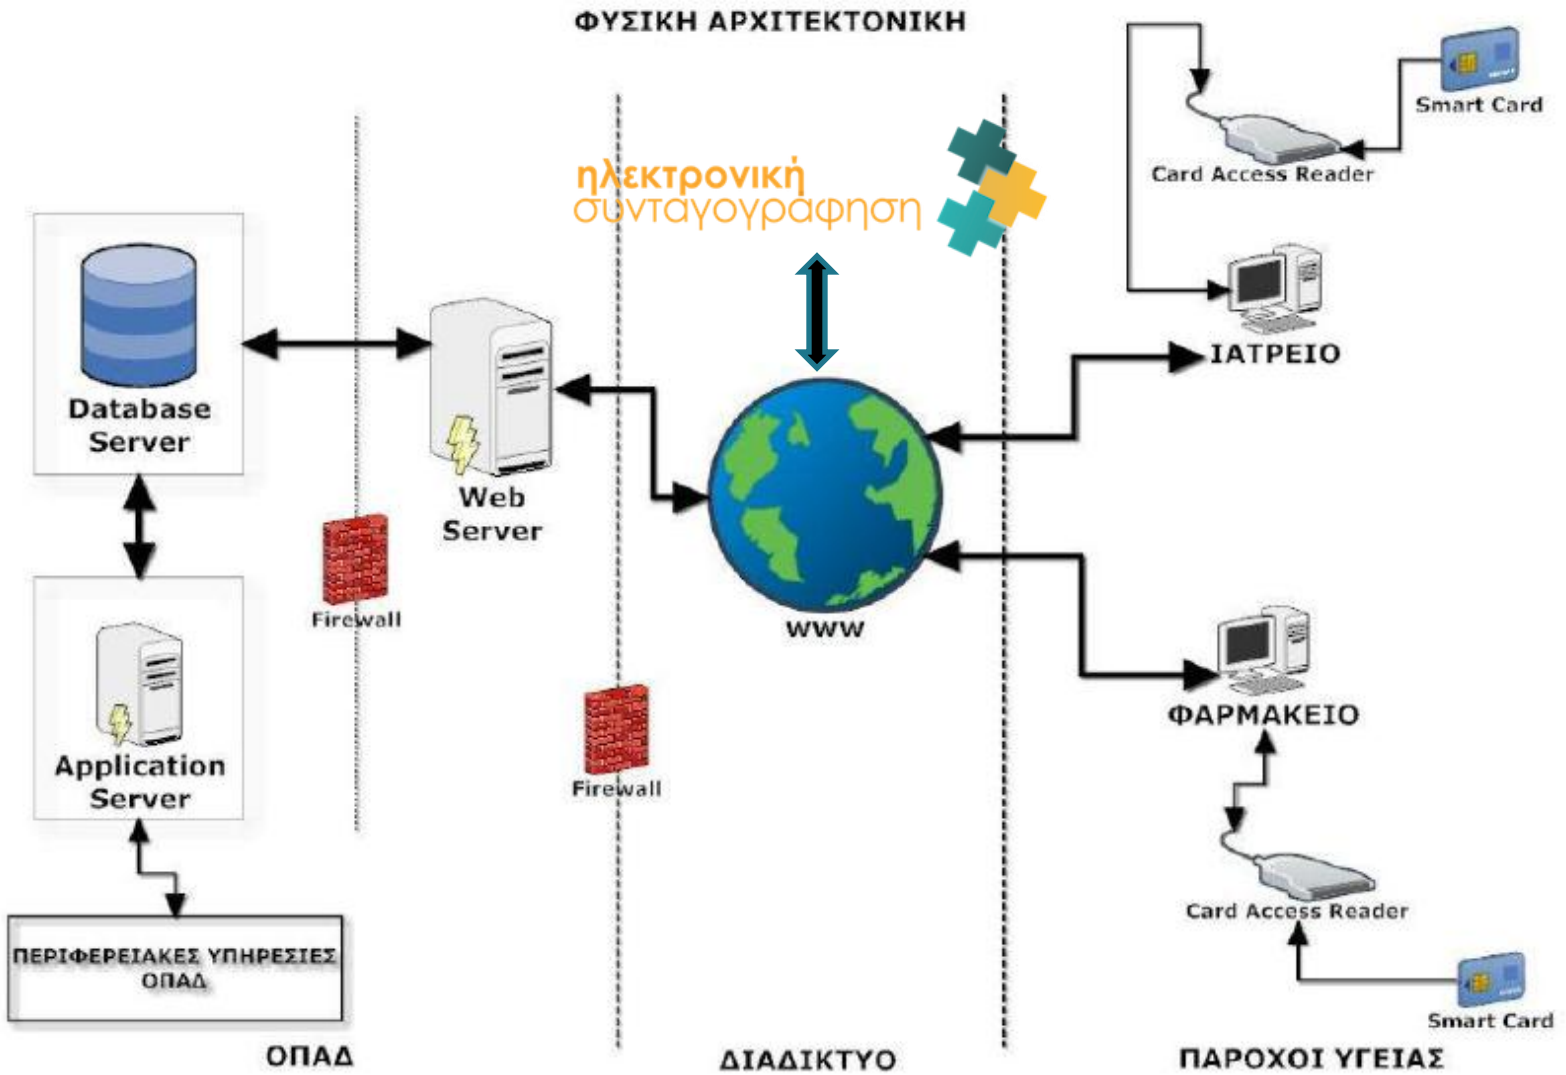 ΦΥΣΙΚΗ ΑΡΧΙΤΕΚΤΟΝΙΚΗ
Smart Card
Card Access Reader
ηλεκτρονική
συνταγογράφηση
ΙΑΤΡΕΙΟ
Database
Server
Web
Server
Firewall
www
ΦΑΡΜΑΚΕΙΟ
Application
Server
Firewall
Card Access Reader
ΠΕΡΙΦΕΡΕΙΑΚΕΣ ΥΠΗΡΕΣΙΕΣ
ΟΠΑΔ
Smart Card
ΟΠΑΔ
ΔΙΑΔΙΚΤΥΟ
ΠΑΡΟΧΟΙ ΥΓΕΙΑΣ